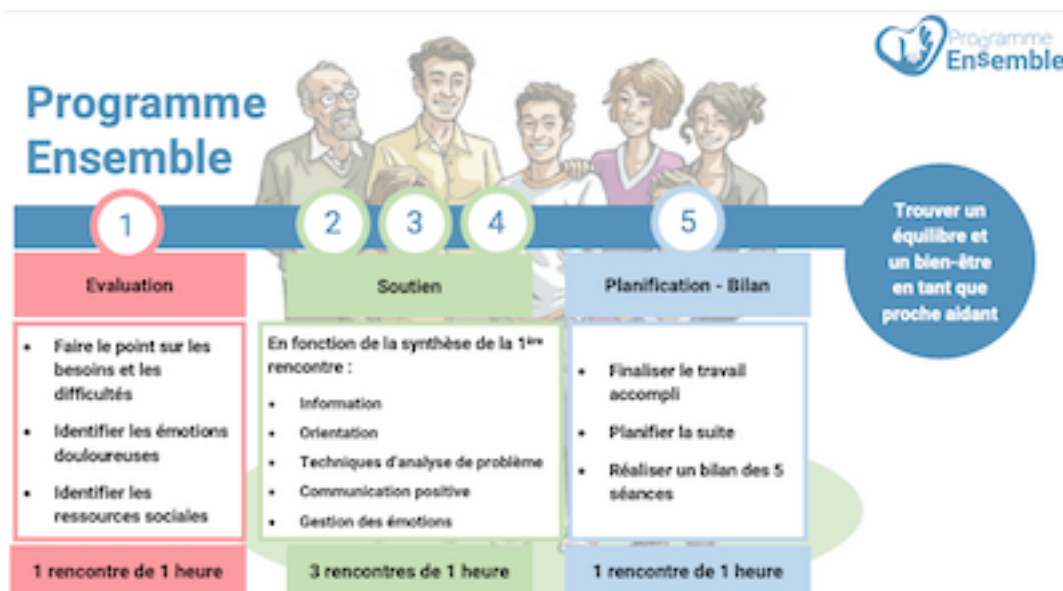 Programme
Ensemble
Programme
Ensemble
1
2
3
4
5
Trouver un
équilibre et
un bien-être
en tant que
proche aidant
Evaluation
Faire le point sur les
besoins et les
difficultés
Identifier les émotions
douloureuses
Identifier les
ressources sociales
1 rencontre de 1 heure
Soutien
En fonction de la synthèse de la 1ère
rencontre :
Information
Orientation
Techniques d'analyse de problème
Communication positive
Gestion des émotions
3 rencontres de 1 heure
Planification - Bilan
Finaliser le travail
accompli
Planifier la suite
Réaliser un bilan des 5
séances
1 rencontre de 1 heure